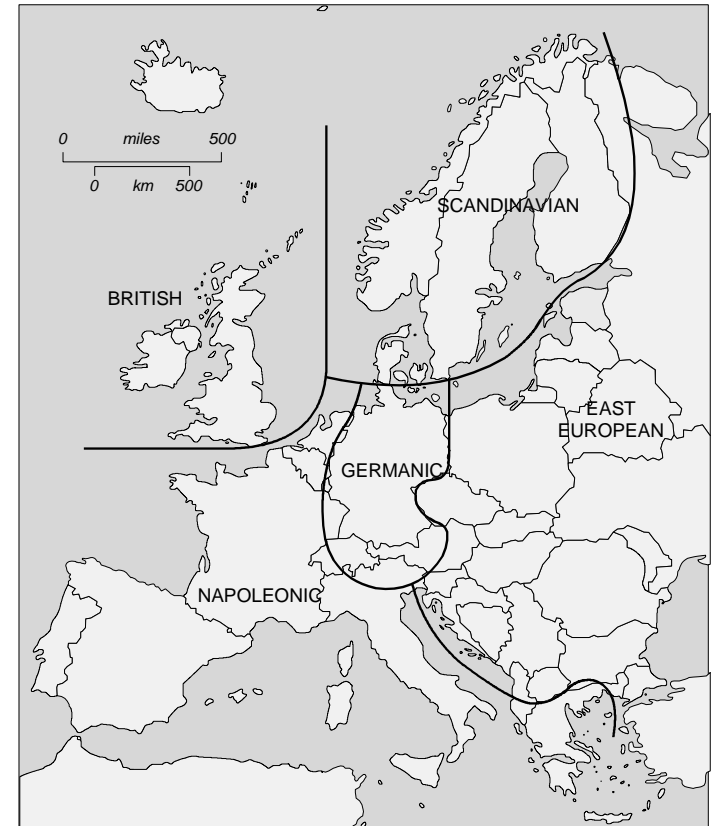 0 miles 500
0 km 500
SCANDINAVIAN
BRITISH
EAST
EUROPEAN
GERMANIC
NAPOLEONIC